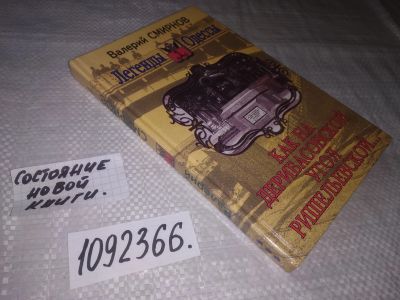 Валерий СМИРНОВ
Легенды Одессы
КАК НА
ДЕРИБАСОВСКОЙ
УГОЛ
РИШЕЛЬЕВСКОЙ...
СОСТОЯНИЕ
НОВОЙ
КНИГИ.
1092366.